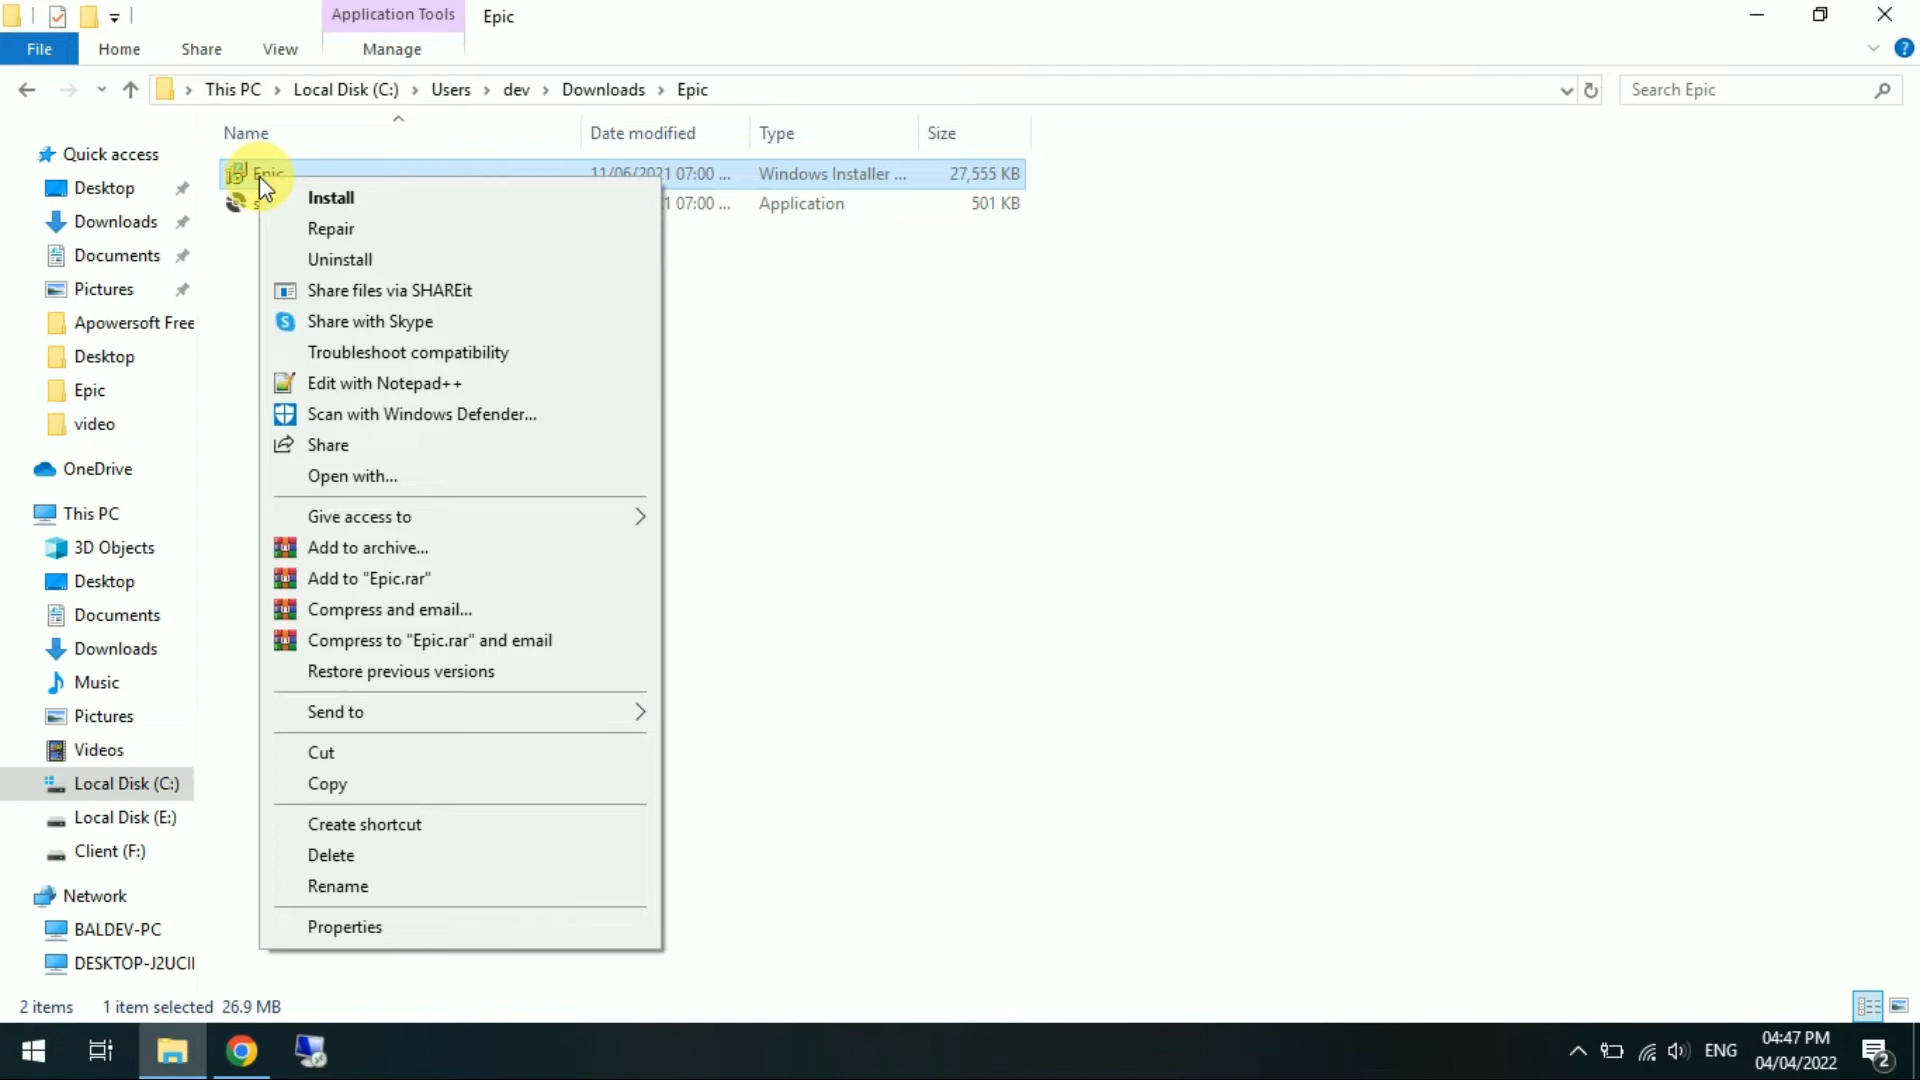 Application Tools
Epic
File
Home
Share
View
Manage
This PC
Local Disk (C:)
Users
dev
Downloads
Epic
Search Epic
Name
Date modified
Type
Size
Epic
11/06/2021 07:00 ...
Windows Installer ...
27,555 KB
1 07:00 ...
Application
501 KB
Quick access
Desktop
Downloads
Documents
Pictures
Apowersoft Free
Desktop
Epic
video
OneDrive
This PC
3D Objects
Desktop
Documents
Downloads
Music
Pictures
Videos
Local Disk (C:)
Local Disk (E:)
Client (F:)
Network
BALDEV-PC
DESKTOP-J2UCII
Install
Repair
Uninstall
Share files via SHAREit
S
Share with Skype
Troubleshoot compatibility
Edit with Notepad++
Scan with Windows Defender...
Share
Open with...
Give access to
Add to archive...
Add to "Epic.rar"
Compress and email...
Compress to "Epic.rar" and email
Restore previous versions
Send to
Cut
Copy
Create shortcut
Delete
Rename
Properties
2 items
1 item selected 26.9 MB
ENG
04:47 PM
04/04/2022
2